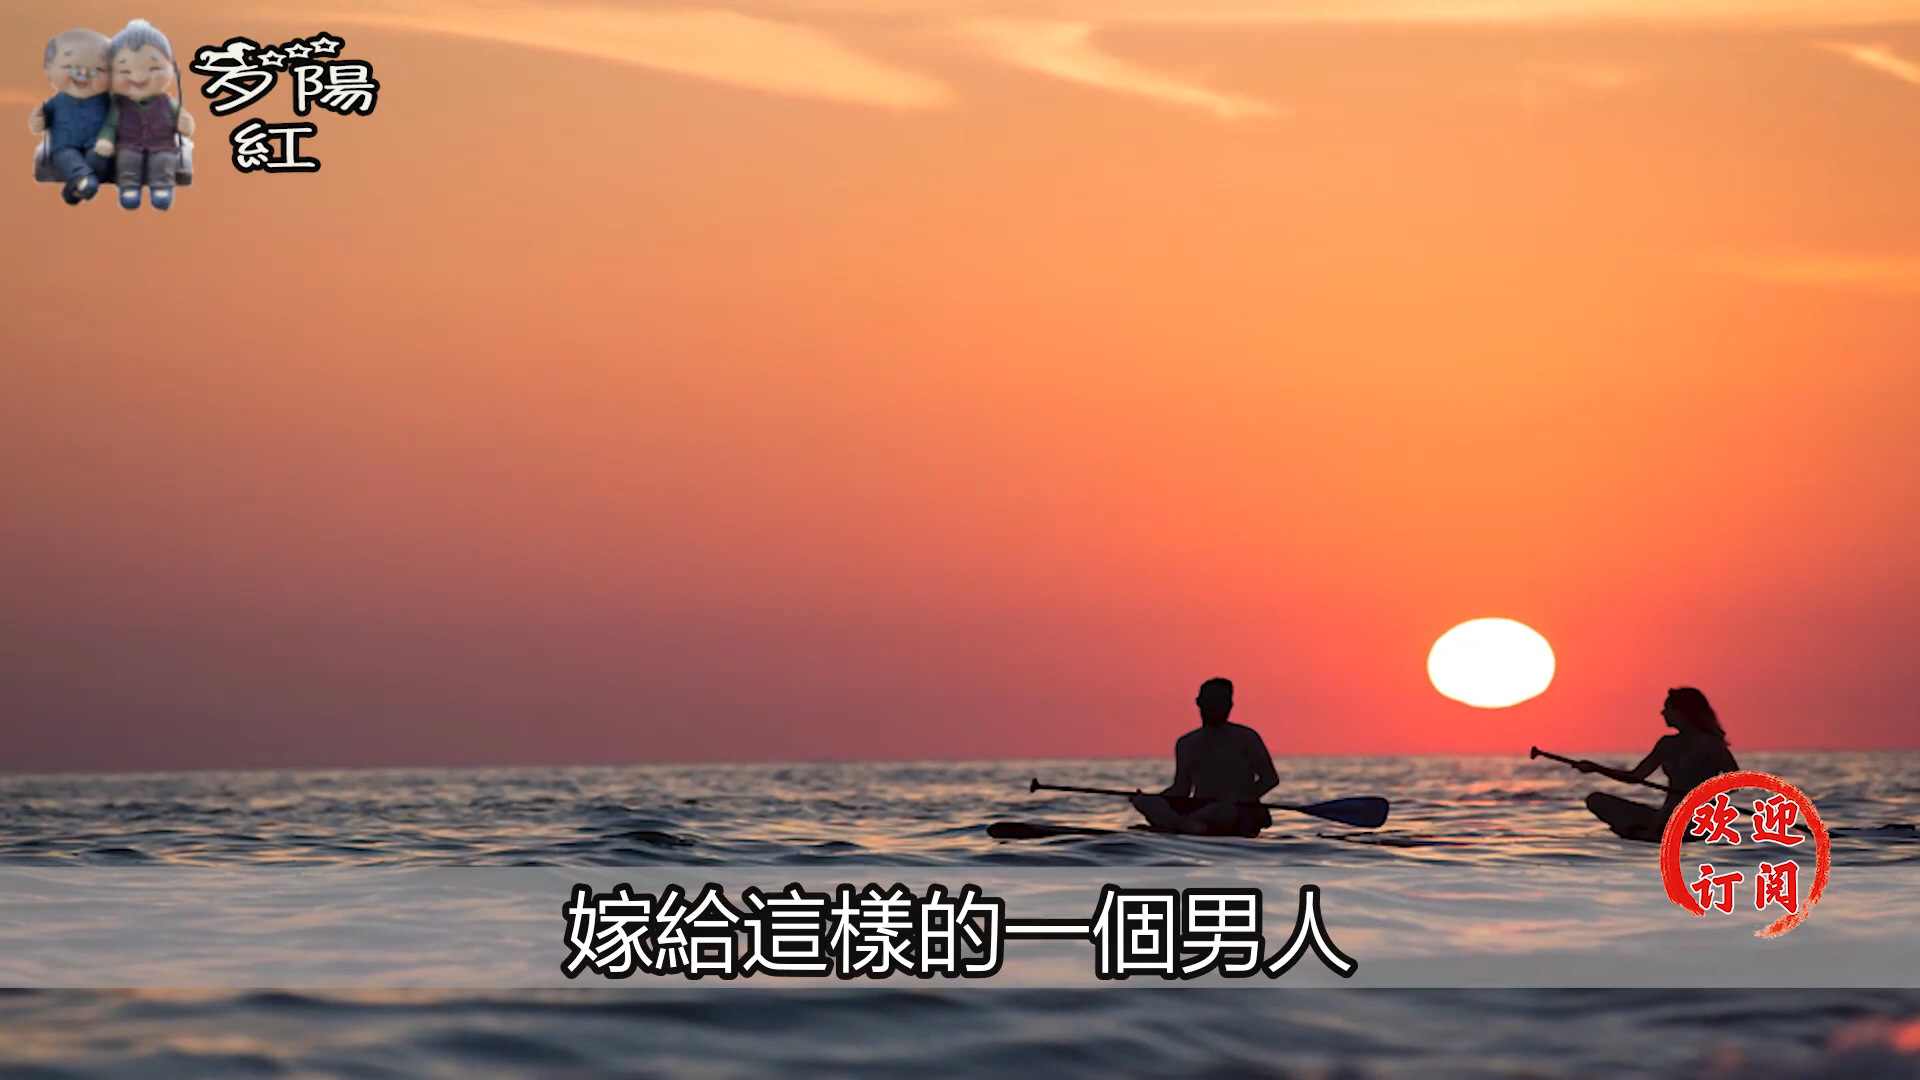 夕陽
紅
欢迎
订阅
嫁給這樣的一個男人